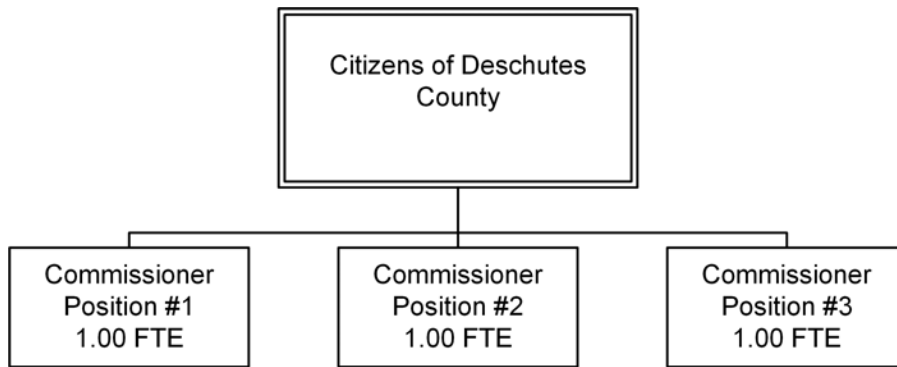 Citizens of Deschutes
County
Commissioner
Position #1
1.00 FTE
Commissioner
Position #2
1.00 FTE
Commissioner
Position #3
1.00 FTE